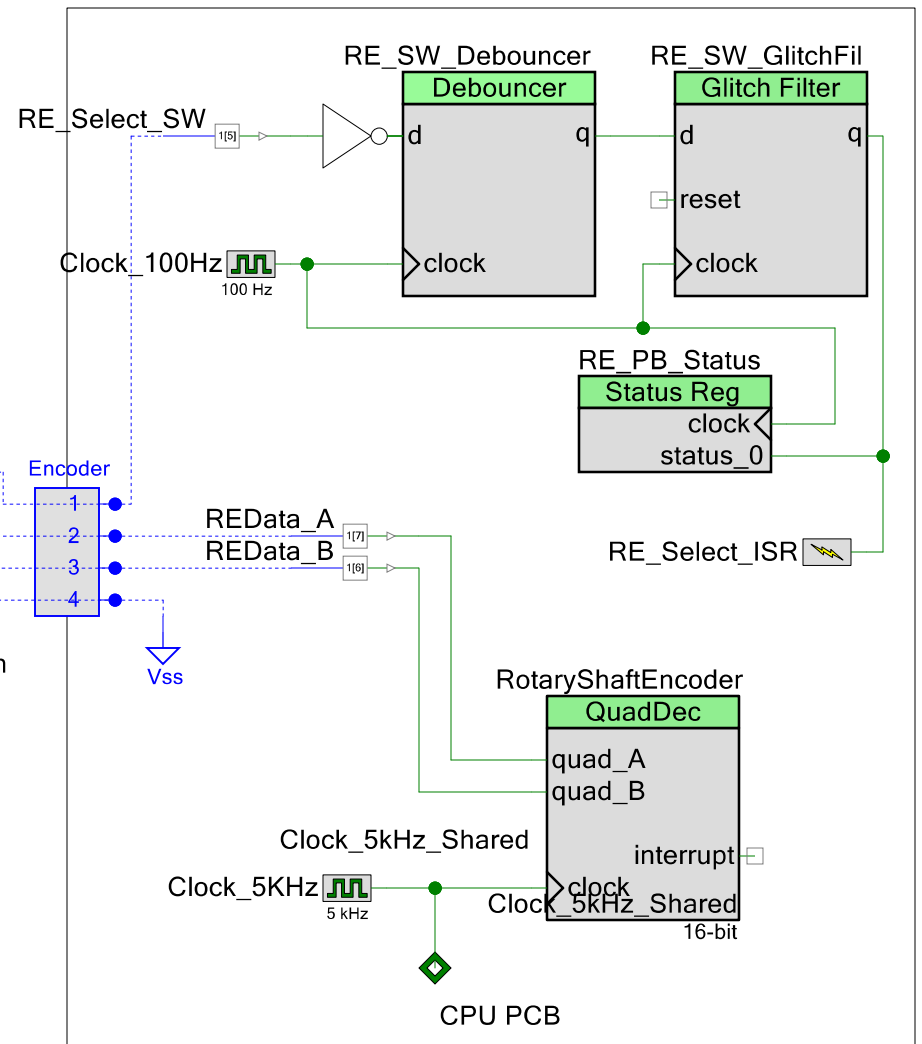 RE_SW_Debouncer
RE_SW_GlitchFil
Debouncer
Glitch Filter
RE_Select_SW
1[5]
d
q
d
q
reset
Clock_100Hz
100 Hz
clock
clock
RE_PB_Status
Status Reg
clock
status_0
Encoder
1
2
3
4
REData_A
1[7]
REData_B
1[6]
RE_Select_ISR
Vss
n
RotaryShaftEncoder
QuadDec
quad_A
quad_B
Clock_5kHz_Shared
interrupt
Clock_5KHz
5 kHz
clock
Clock_5kHz_Shared
16-bit
CPU PCB